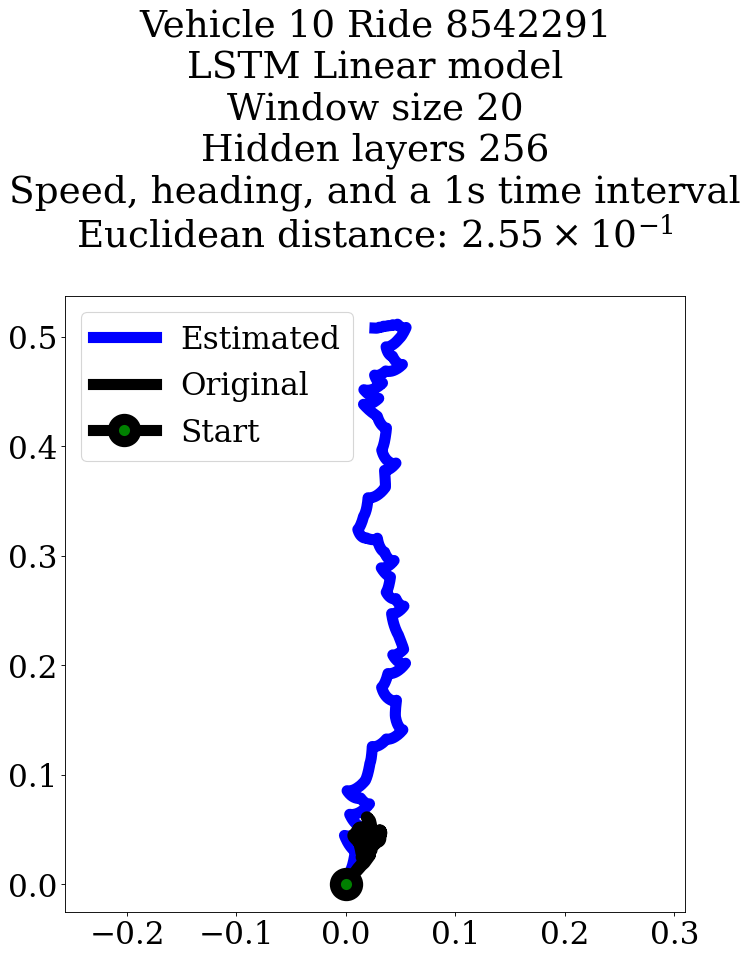 Vehicle 10 Ride 8542291
LSTM Linear model
Window size 20
Hidden layers 256
Speed, heading, and a 1s time interval
Euclidean distance: 2.55 × 10⁻¹
Estimated
Original
Start
0.5
0.4
0.3
0.2
0.1
0.0
−0.2 −0.1 0.0 0.1 0.2 0.3